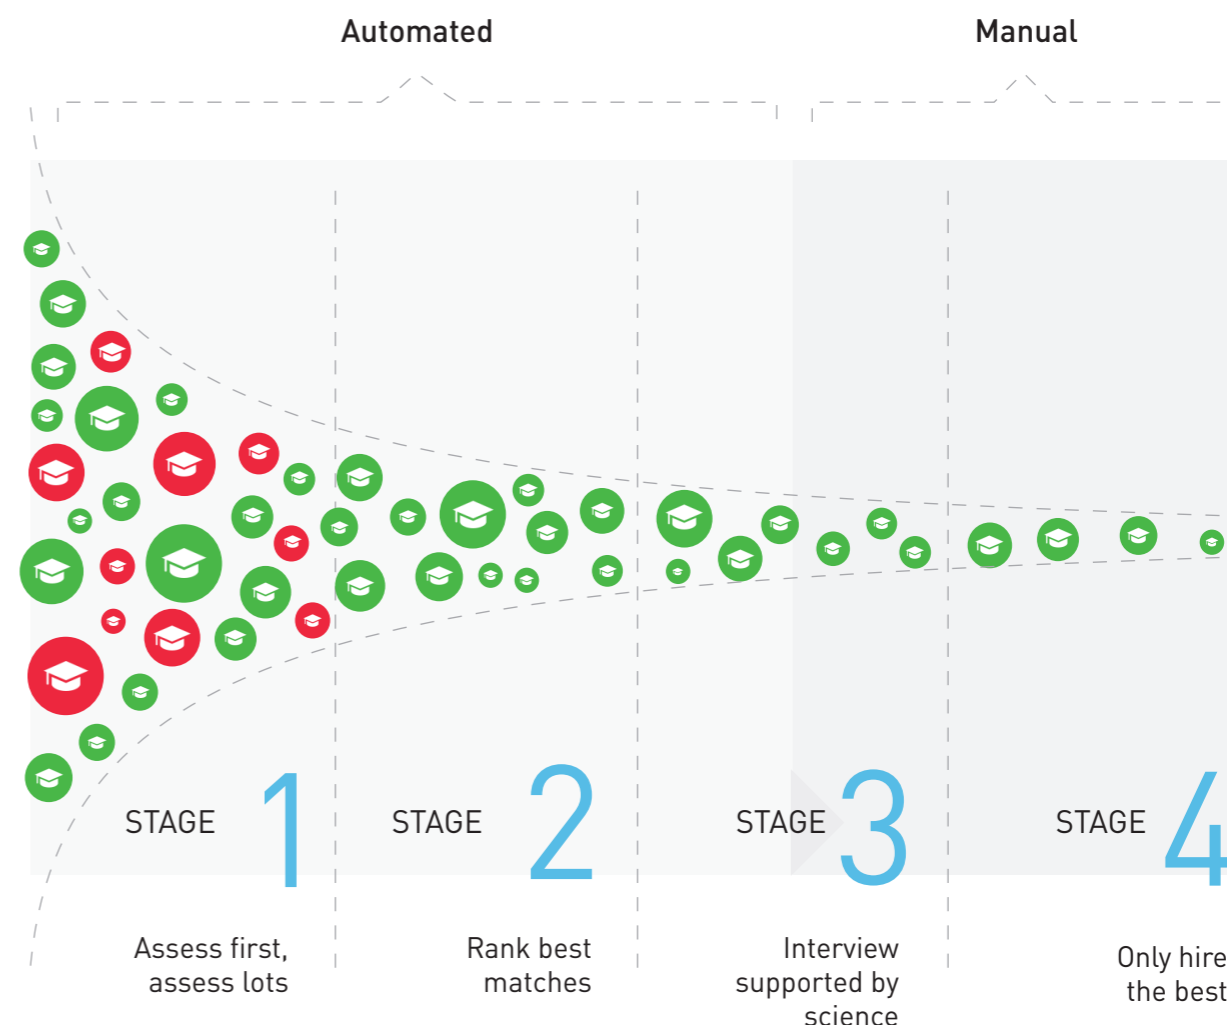 Automated
Manual
STAGE 1
STAGE 2
STAGE 3
STAGE 4
Assess first,
assess lots
Rank best
matches
Interview
supported by
science
Only hire
the best